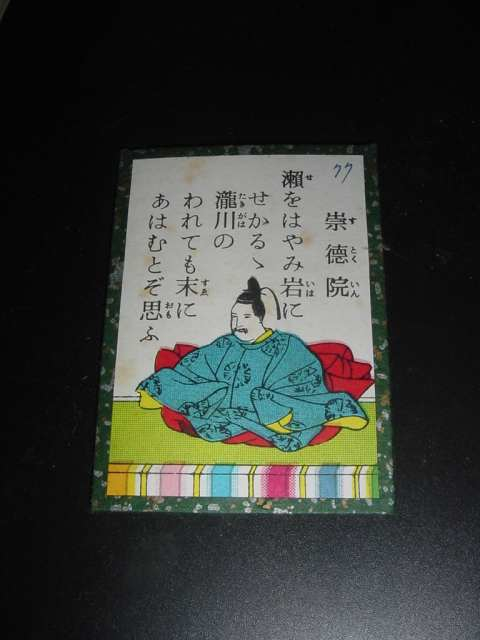 77
崇德院
瀬をはやみ岩に
せかるゝ
瀧川の
われても末に
あはむとぞ思ふ